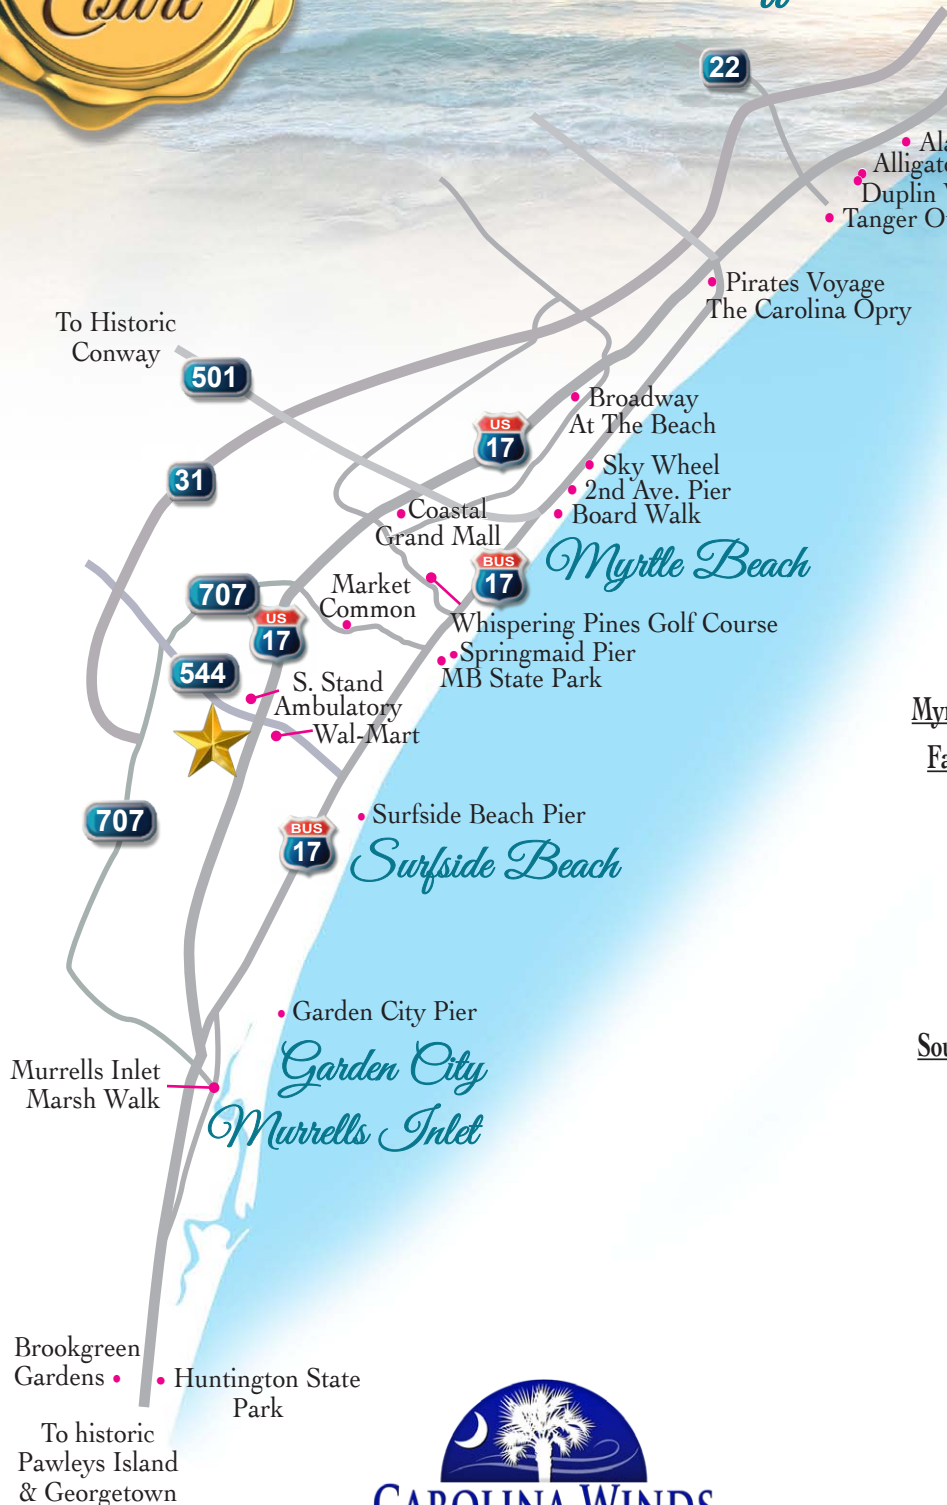 22
Duplin
Tanger
Pirates Voyage
The Carolina Opry
To Historic
Conway
501
Broadway
At The Beach
US
17
Sky Wheel
2nd Ave. Pier
Board Walk
31
Coastal
Grand Mall
Myrtle Beach
BUS
17
707
Market
Common
Whispering Pines Golf Course
US
17
Springmaid Pier
MB State Park
544
S. Stand
Ambulatory
Wal-Mart
707
Surfside Beach Pier
BUS
17
Surfside Beach
Garden City Pier
Garden City
Murrells Inlet
Marsh Walk
Murrells Inlet
Brookgreen
Gardens
Huntington State
Park
To historic
Pawleys Island
& Georgetown
CAROLINA WINDS